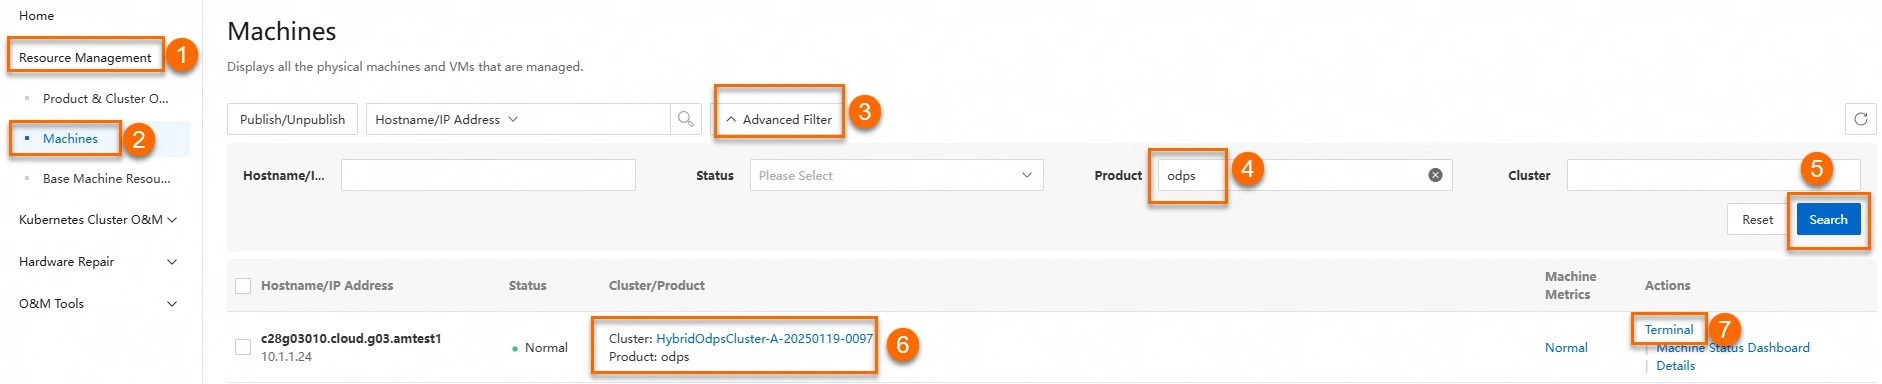 Home
Resource Management
1
Product & Cluster O...
Machines
2
Base Machine Resou...
Kubernetes Cluster O&M
Hardware Repair
O&M Tools
Machines
Displays all the physical machines and VMs that are managed.
Publish/Unpublish
Hostname/IP Address
Advanced Filter
3
Hostname/I...
Status
Please Select
Product
odps
4
Cluster
5
Reset
Search
Hostname/IP Address
Status
Cluster/Product
Machine
Metrics
Actions
c28g03010.cloud.g03.amtest1
10.1.1.24
Normal
Cluster: HybridOdpsCluster-A-20250119-0097
Product: odps
6
Normal
Terminal
7
| Machine Status Dashboard
| Details